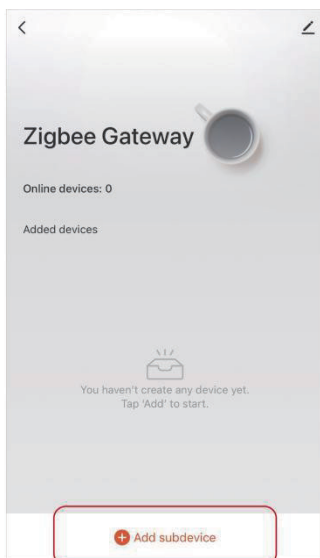 Zigbee Gateway
Online devices: 0
Added devices
You haven't create any device yet.
Tap 'Add' to start.
Add subdevice